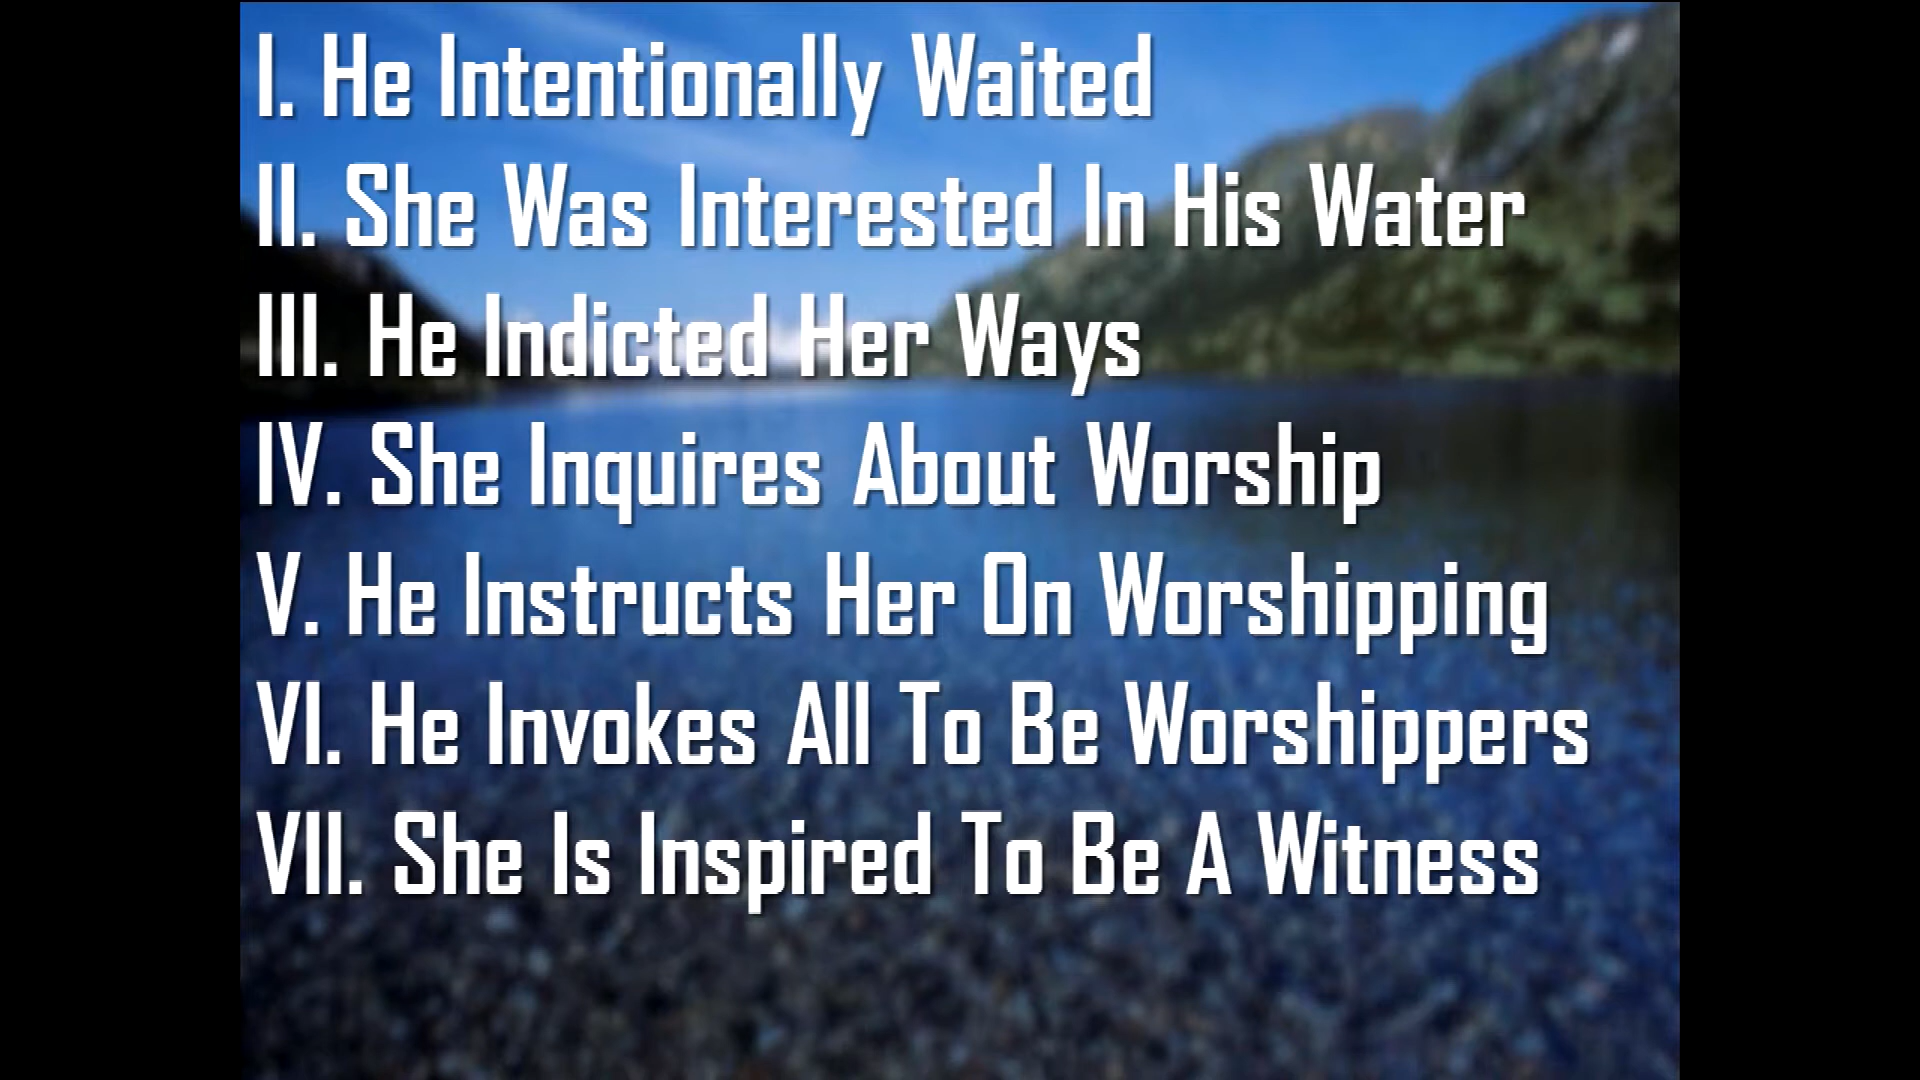 I. He Intentionally Waited
II. She Was Interested In His Water
III. He Indicted Her Ways
IV. She Inquires About Worship
V. He Instructs Her On Worshipping
VI. He Invokes All To Be Worshippers
VII. She Is Inspired To Be A Witness